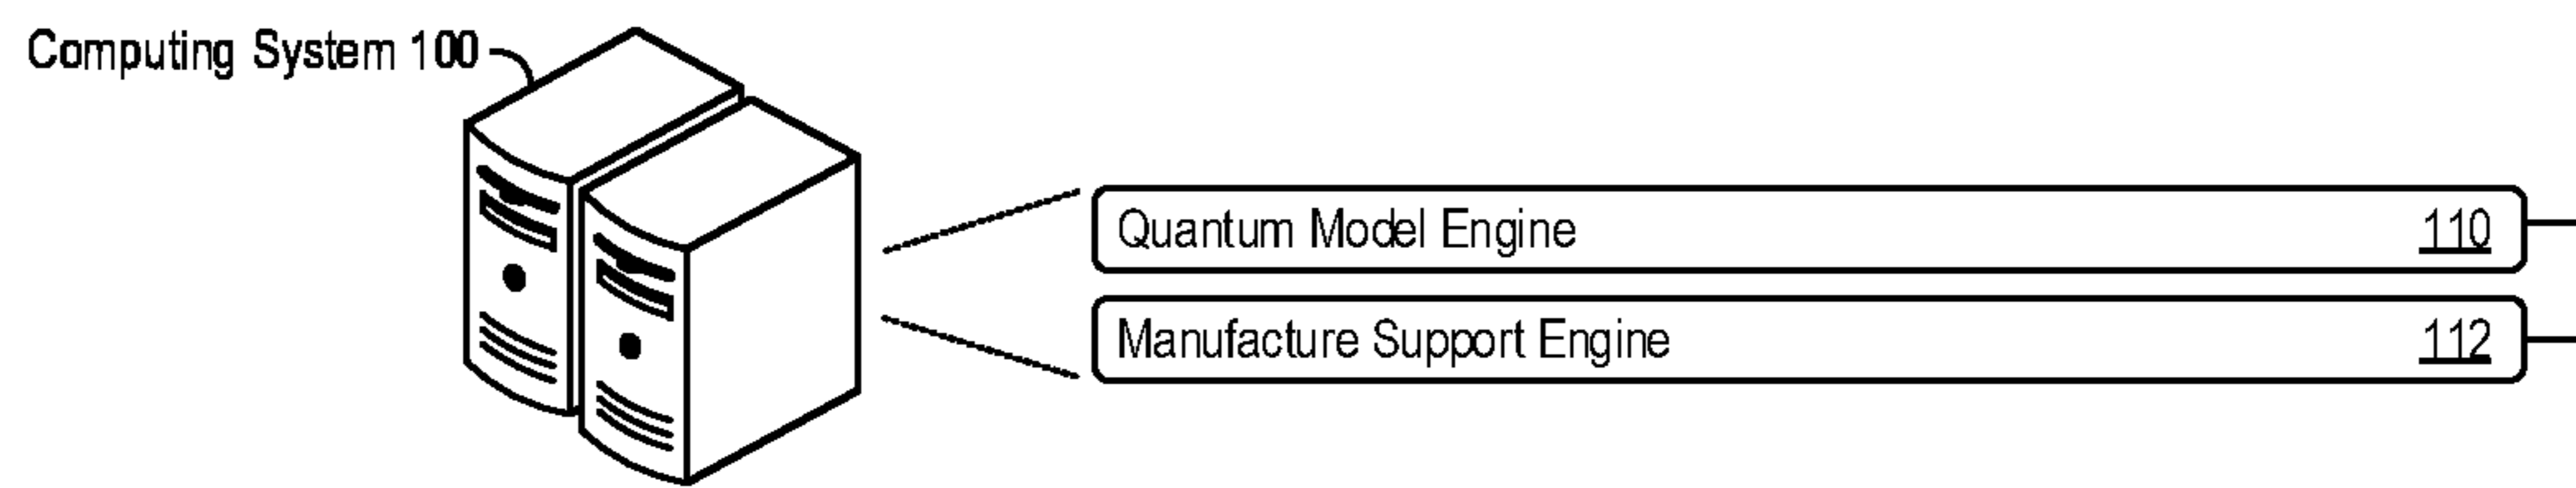 Computing System 100
Quantum Model Engine 110
Manufacture Support Engine 112